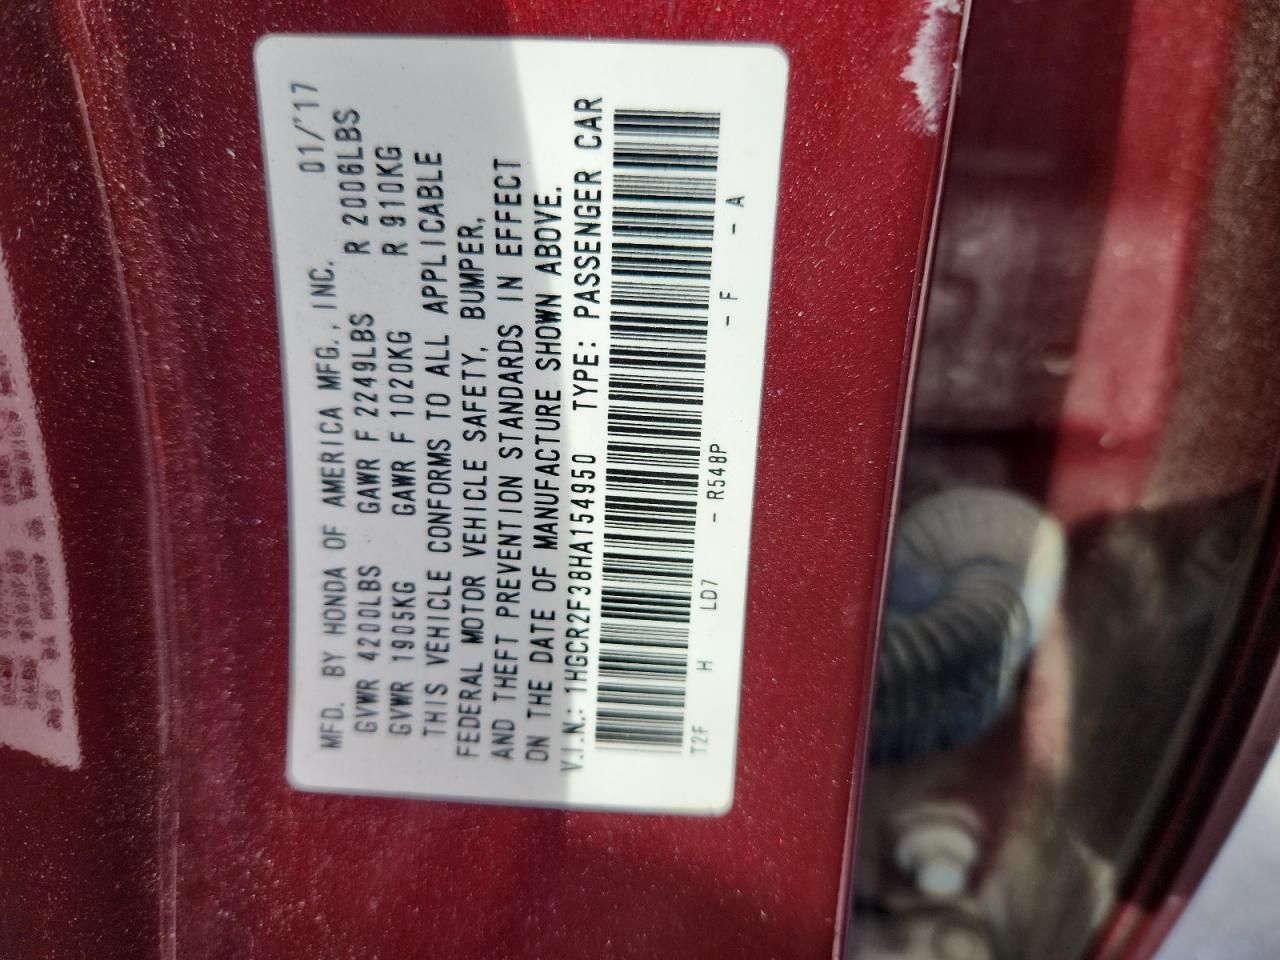 MFD. BY HONDA OF AMERICA MFG., INC. 01/'17
GVWR 4200LBS GAWR F 2249LBS R 2006LBS
GVWR 1905KG GAWR F 1020KG R 910KG
THIS VEHICLE CONFORMS TO ALL APPLICABLE
FEDERAL MOTOR VEHICLE SAFETY, BUMPER,
AND THEFT PREVENTION STANDARDS IN EFFECT
ON THE DATE OF MANUFACTURE SHOWN ABOVE.
V.I.N.: 1HGCR2F38HA154950 TYPE: PASSENGER CAR
T2F H LD7 - R548P - F - A